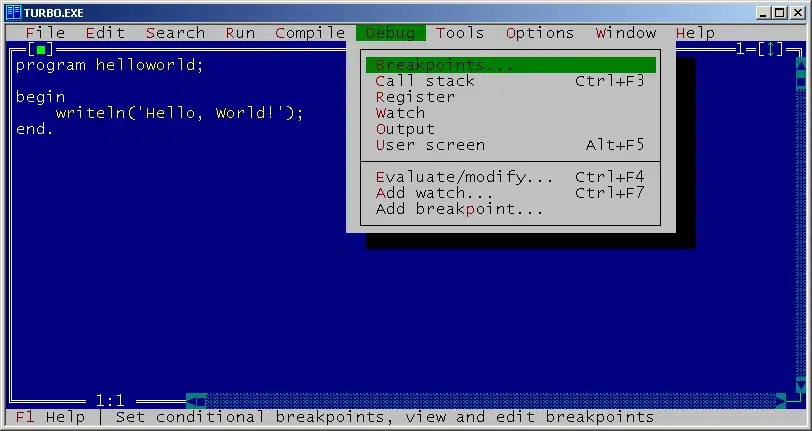 TURBO.EXE
File Edit Search Run Compile Debug Tools Options Window Help
1
program helloworld;
begin
writeln('Hello, World!');
end.
Breakpoints...
Call stack Ctrl+F3
Register
Watch
Output
User screen Alt+F5
Evaluate/modify... Ctrl+F4
Add watch... Ctrl+F7
Add breakpoint...
1:1
F1 Help | Set conditional breakpoints, view and edit breakpoints